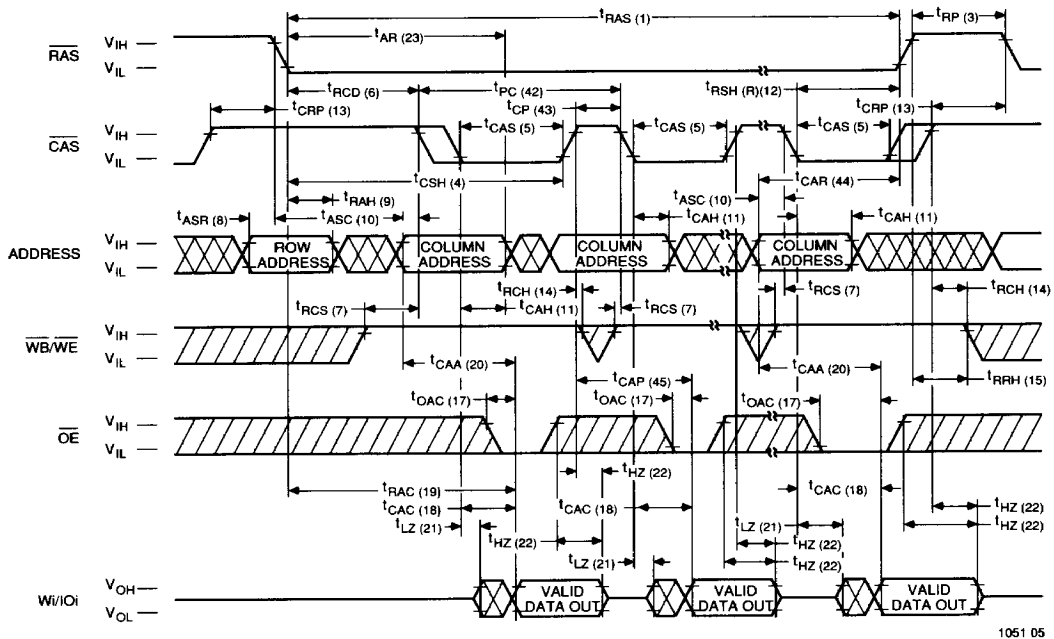 tRAS (1)
tRP (3)
tAR (23)
RAS
VIH
VIL
tRCD (6)
tPC (42)
tRSH (R)(12)
tCRP (13)
tCP (43)
tCRP (13)
CAS
VIH
VIL
tCAS (5)
tCAS (5)
tCAS (5)
tCSH (4)
tCAR (44)
tRAH (9)
tASC (10)
tASR (8)
tASC (10)
tCAH (11)
tCAH (11)
ADDRESS
VIH
VIL
ROW ADDRESS
COLUMN ADDRESS
COLUMN ADDRESS
COLUMN ADDRESS
tRCH (14)
tRCH (14)
tRCS (7)
tCAH (11)
tRCS (7)
tRCS (7)
WB/WE
VIH
VIL
tCAA (20)
tCAA (20)
tCAP (45)
tRRH (15)
tOAC (17)
tOAC (17)
tOAC (17)
OE
VIH
VIL
tHZ (22)
tRAC (19)
tCAC (18)
tCAC (18)
tCAC (18)
tHZ (22)
tLZ (21)
tLZ (21)
tHZ (22)
tHZ (22)
tHZ (22)
tLZ (21)
tHZ (22)
Wi/IOi
VOH
VOL
VALID DATA OUT
VALID DATA OUT
VALID DATA OUT
1051 05